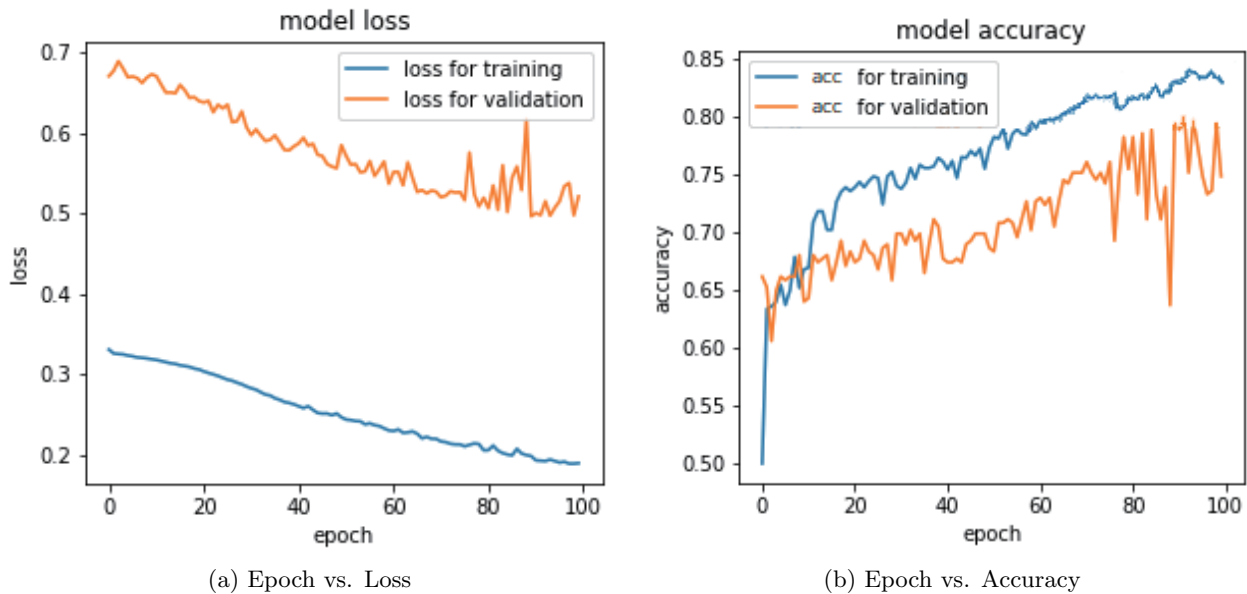 model loss
loss for training
loss for validation
0.7
0.6
0.5
0.4
0.3
0.2
loss
0 20 40 60 80 100
epoch
(a) Epoch vs. Loss
model accuracy
acc for training
acc for validation
0.85
0.80
0.75
0.70
0.65
0.60
0.55
0.50
accuracy
0 20 40 60 80 100
epoch
(b) Epoch vs. Accuracy